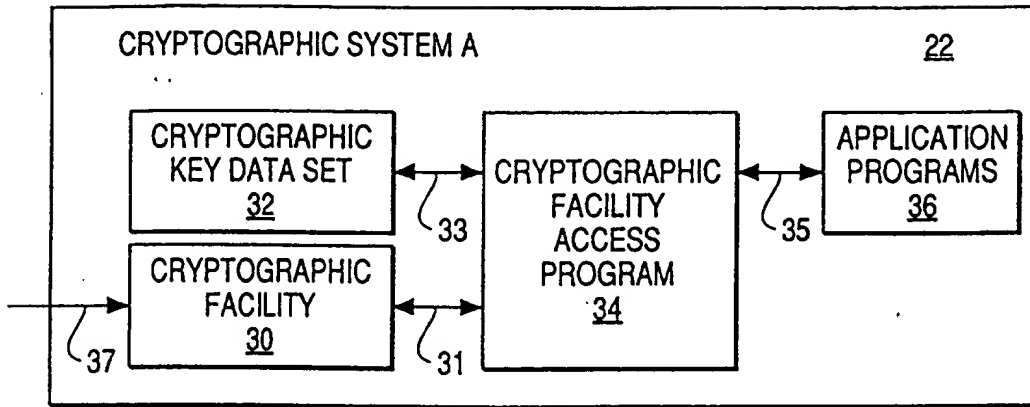 CRYPTOGRAPHIC SYSTEM A
22
CRYPTOGRAPHIC
KEY DATA SET
32
33
CRYPTOGRAPHIC
FACILITY
ACCESS
PROGRAM
34
35
APPLICATION
PROGRAMS
36
CRYPTOGRAPHIC
FACILITY
30
31
37